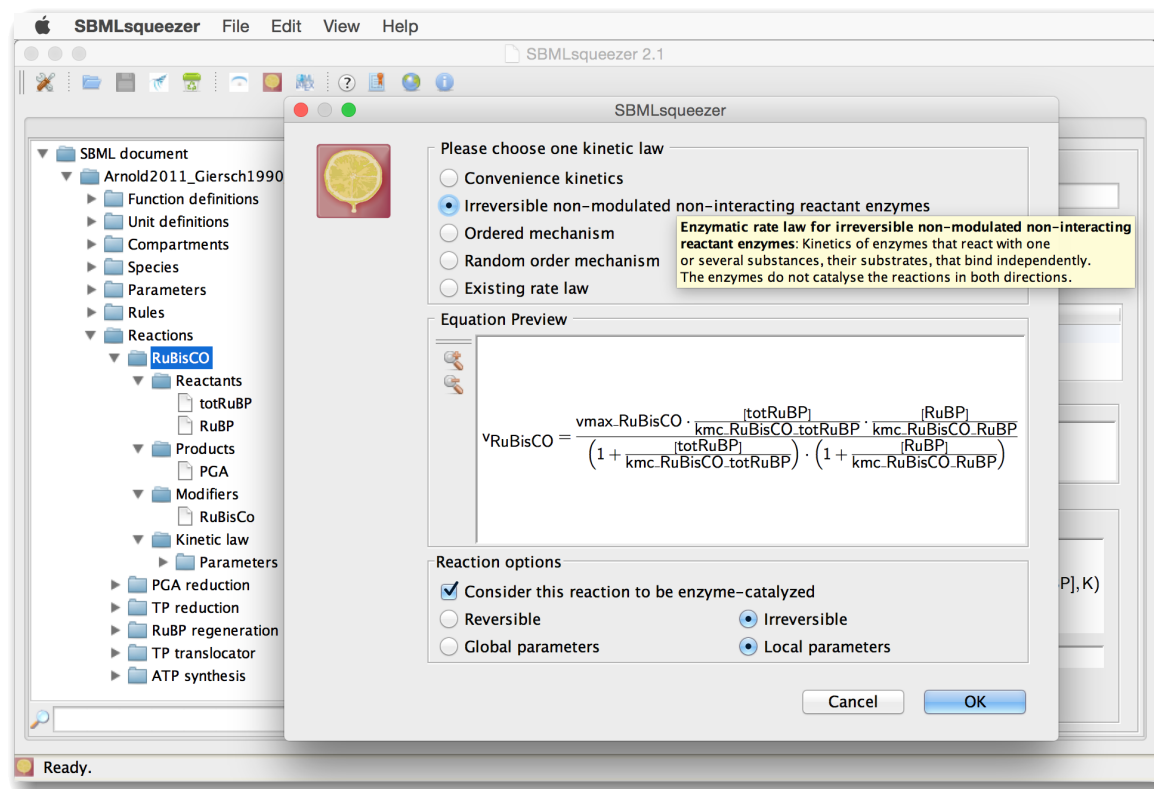 SBMLsqueezer File Edit View Help
SBMLsqueezer 2.1
SBMLsqueezer
SBML document
Arnold2011_Giersch1990
Function definitions
Unit definitions
Compartments
Species
Parameters
Rules
Reactions
RuBisCO
Reactants
totRuBP
RuBP
Products
PGA
Modifiers
RuBisCo
Kinetic law
Parameters
PGA reduction
TP reduction
RuBP regeneration
TP translocator
ATP synthesis
Please choose one kinetic law
Convenience kinetics
Irreversible non-modulated non-interacting reactant enzymes
Ordered mechanism
Random order mechanism
Existing rate law
Enzymatic rate law for irreversible non-modulated non-interacting
reactant enzymes: Kinetics of enzymes that react with one
or several substances, their substrates, that bind independently.
The enzymes do not catalyse the reactions in both directions.
Equation Preview
v_RuBisCO = (vmax_RuBisCO · [totRuBP] / kmc_RuBisCO_totRuBP · [RuBP] / kmc_RuBisCO_RuBP) / ((1 + [totRuBP] / kmc_RuBisCO_totRuBP) · (1 + [RuBP] / kmc_RuBisCO_RuBP))
Reaction options
Consider this reaction to be enzyme-catalyzed
Reversible Irreversible
Global parameters Local parameters
Cancel OK
P],K)
Ready.